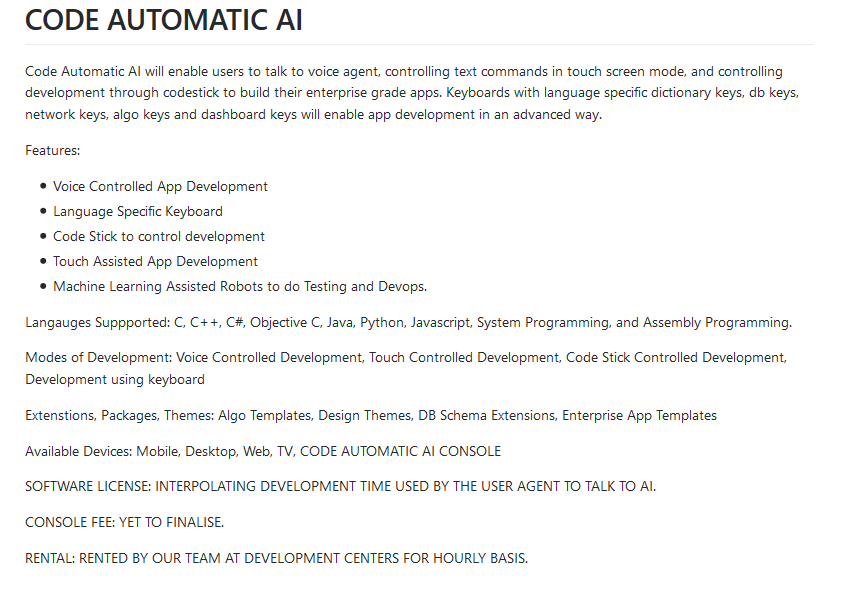 CODE AUTOMATIC AI
Code Automatic AI will enable users to talk to voice agent, controlling text commands in touch screen mode, and controlling
development through codestick to build their enterprise grade apps. Keyboards with language specific dictionary keys, db keys,
network keys, algo keys and dashboard keys will enable app development in an advanced way.
Features:
• Voice Controlled App Development
• Language Specific Keyboard
• Code Stick to control development
• Touch Assisted App Development
• Machine Learning Assisted Robots to do Testing and Devops.
Langauges Suppported: C, C++, C#, Objective C, Java, Python, Javascript, System Programming, and Assembly Programming.
Modes of Development: Voice Controlled Development, Touch Controlled Development, Code Stick Controlled Development,
Development using keyboard
Extenstions, Packages, Themes: Algo Templates, Design Themes, DB Schema Extensions, Enterprise App Templates
Available Devices: Mobile, Desktop, Web, TV, CODE AUTOMATIC AI CONSOLE
SOFTWARE LICENSE: INTERPOLATING DEVELOPMENT TIME USED BY THE USER AGENT TO TALK TO AI.
CONSOLE FEE: YET TO FINALISE.
RENTAL: RENTED BY OUR TEAM AT DEVELOPMENT CENTERS FOR HOURLY BASIS.